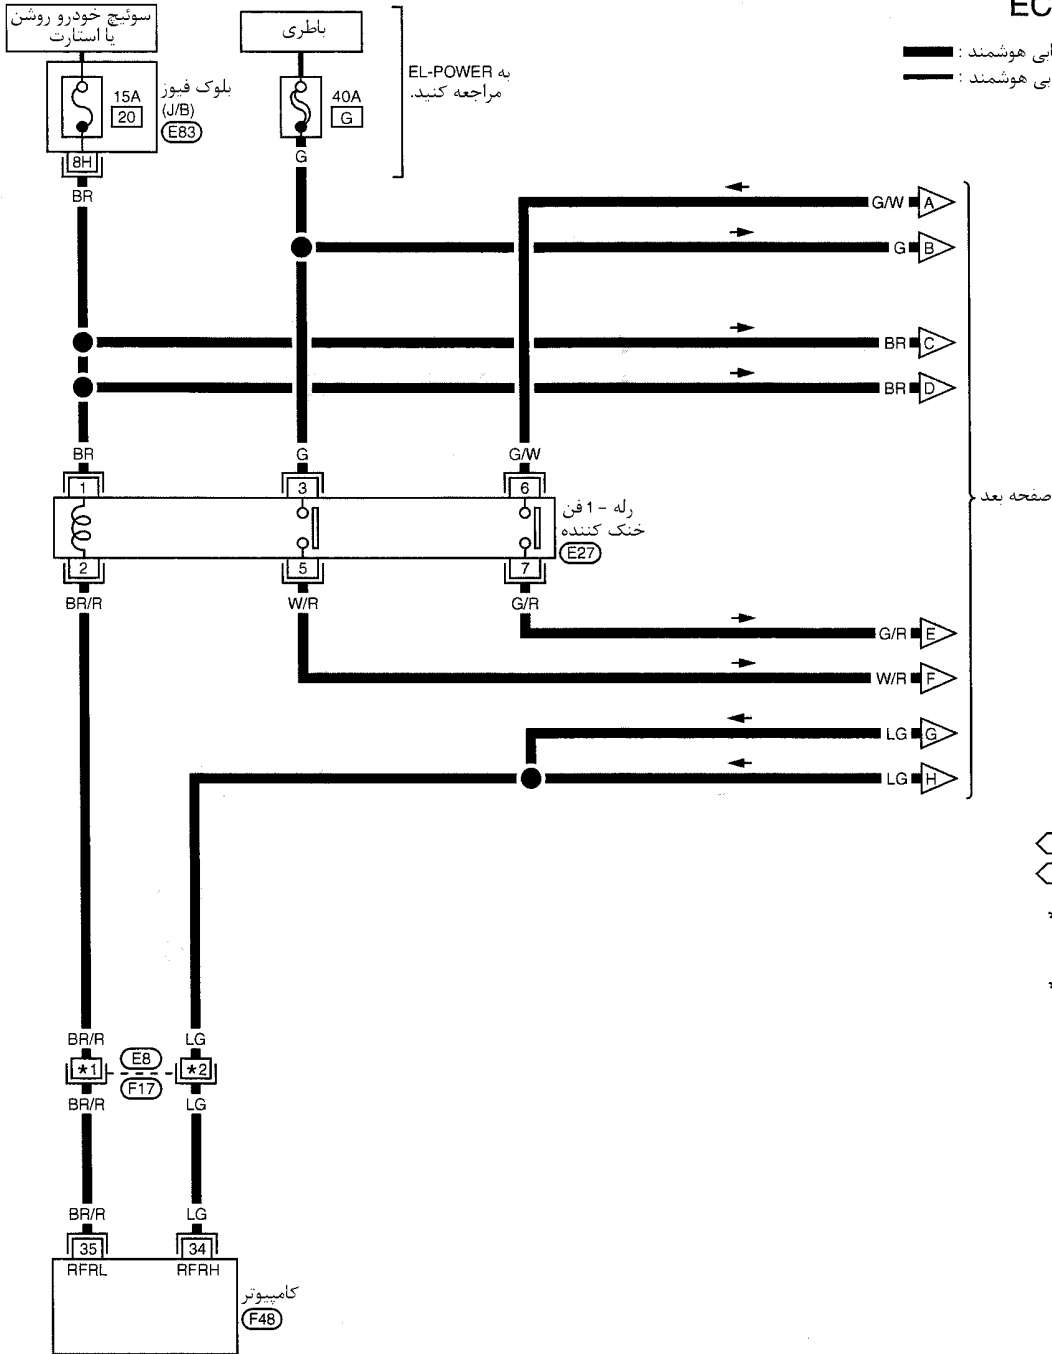 EC
سوئیچ خودرو روشن
یا استارت
باطری
به EL-POWER
مراجعه کنید.
یابی هوشمند :
یابی هوشمند :
15A
20
بلوک فیوز
(J/B)
E83
40A
G
8H
G
BR
G/W A
G B
BR C
BR D
BR
G
G/W
1
3
6
رله - 1 فن
خنک کننده
E27
صفحه بعد
2
5
7
BR/R
W/R
G/R
G/R E
W/R F
LG G
LG H
*
*
BR/R
LG
*1
E8
F17
*2
BR/R
LG
BR/R
LG
35
34
RFRL
RFRH
کامپیوتر
F48